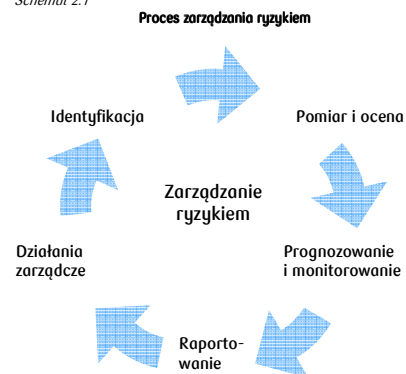 Schemat 2.1
Proces zarządzania ryzykiem
Identyfikacja
Pomiar i ocena
Zarządzanie
ryzykiem
Działania
zarządcze
Prognozowanie
i monitorowanie
Raporto-
wanie